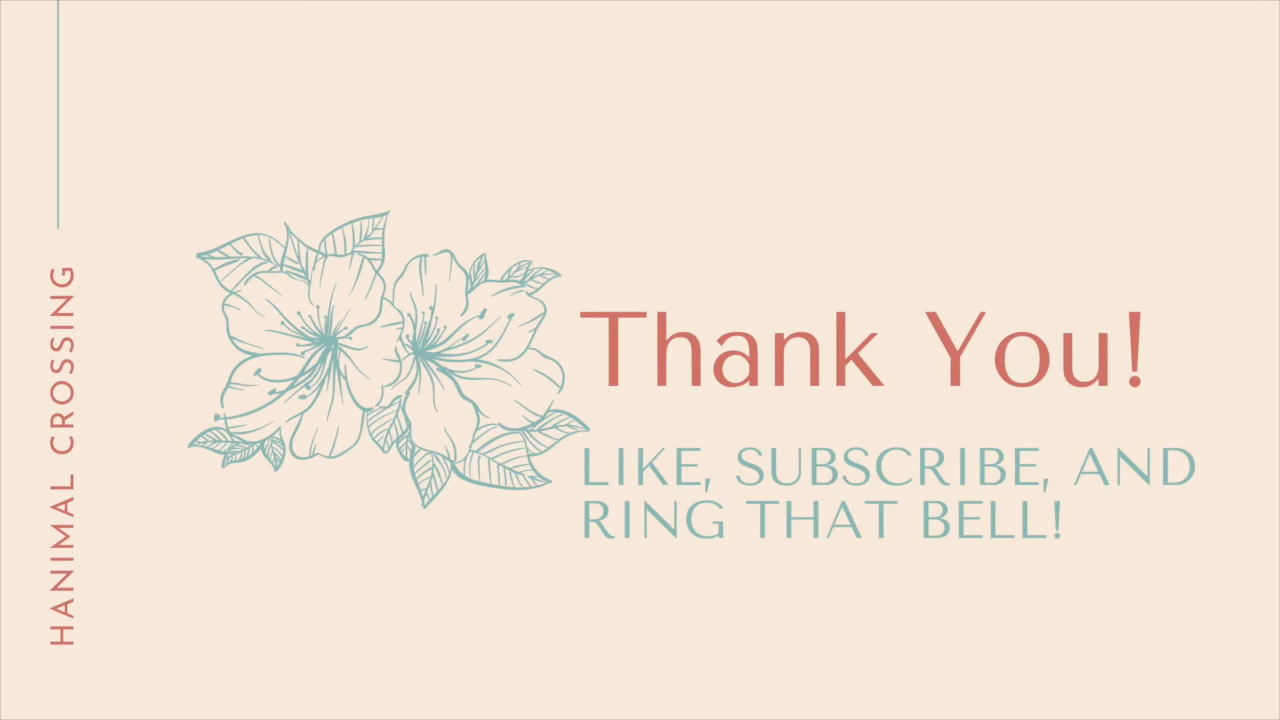 HANIMAL CROSSING
Thank You!
LIKE, SUBSCRIBE, AND
RING THAT BELL!